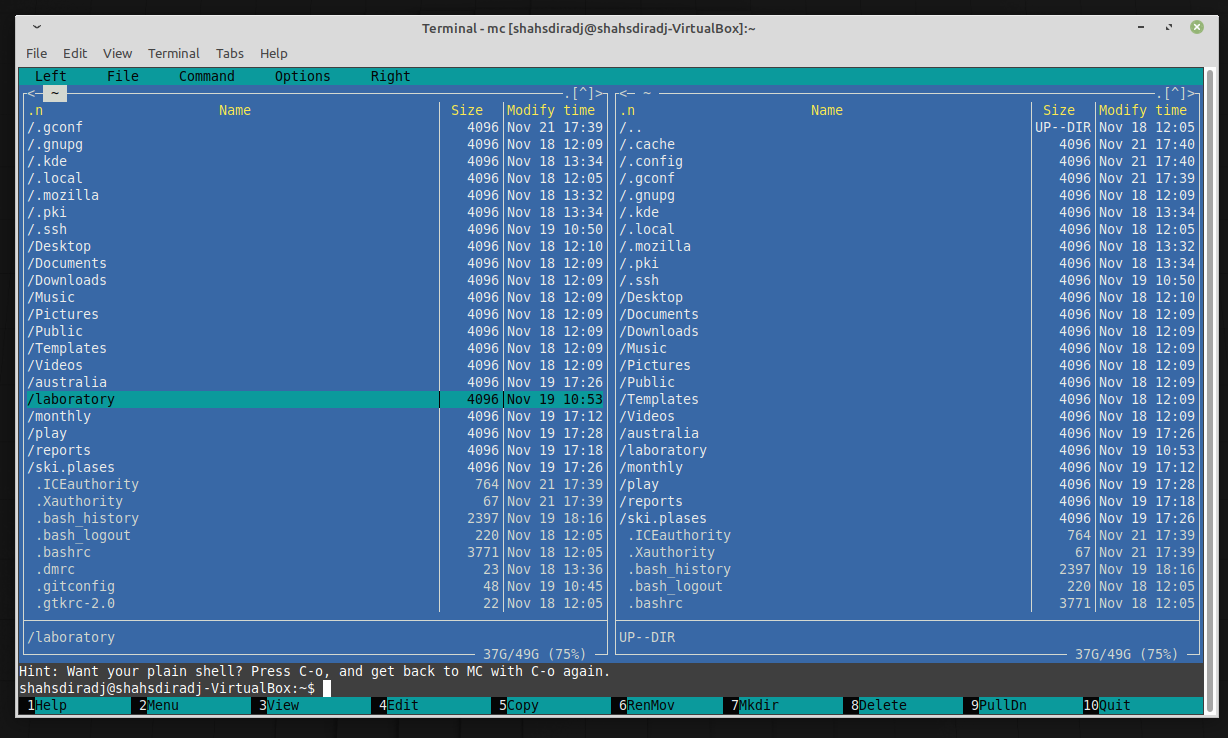 Terminal - mc [shahsdiradj@shahsdiradj-VirtualBox]:~
File Edit View Terminal Tabs Help
Left File Command Options Right
<─ ~ .[^]>
.n Name Size Modify time
/.gconf 4096 Nov 21 17:39
/.gnupg 4096 Nov 18 12:09
/.kde 4096 Nov 18 13:34
/.local 4096 Nov 18 12:05
/.mozilla 4096 Nov 18 13:32
/.pki 4096 Nov 18 13:34
/.ssh 4096 Nov 19 10:50
/Desktop 4096 Nov 18 12:10
/Documents 4096 Nov 18 12:09
/Downloads 4096 Nov 18 12:09
/Music 4096 Nov 18 12:09
/Pictures 4096 Nov 18 12:09
/Public 4096 Nov 18 12:09
/Templates 4096 Nov 18 12:09
/Videos 4096 Nov 18 12:09
/australia 4096 Nov 19 17:26
/laboratory 4096 Nov 19 10:53
/monthly 4096 Nov 19 17:12
/play 4096 Nov 19 17:28
/reports 4096 Nov 19 17:18
/ski.plases 4096 Nov 19 17:26
.ICEauthority 764 Nov 21 17:39
.Xauthority 67 Nov 21 17:39
.bash_history 2397 Nov 19 18:16
.bash_logout 220 Nov 18 12:05
.bashrc 3771 Nov 18 12:05
.dmrc 23 Nov 18 13:36
.gitconfig 48 Nov 19 10:45
.gtkrc-2.0 22 Nov 18 12:05
/laboratory
37G/49G (75%)
<─ ~ .[^]>
.n Name Size Modify time
/.. UP--DIR Nov 18 12:05
/.cache 4096 Nov 21 17:40
/.config 4096 Nov 21 17:40
/.gconf 4096 Nov 21 17:39
/.gnupg 4096 Nov 18 12:09
/.kde 4096 Nov 18 13:34
/.local 4096 Nov 18 12:05
/.mozilla 4096 Nov 18 13:32
/.pki 4096 Nov 18 13:34
/.ssh 4096 Nov 19 10:50
/Desktop 4096 Nov 18 12:10
/Documents 4096 Nov 18 12:09
/Downloads 4096 Nov 18 12:09
/Music 4096 Nov 18 12:09
/Pictures 4096 Nov 18 12:09
/Public 4096 Nov 18 12:09
/Templates 4096 Nov 18 12:09
/Videos 4096 Nov 18 12:09
/australia 4096 Nov 19 17:26
/laboratory 4096 Nov 19 10:53
/monthly 4096 Nov 19 17:12
/play 4096 Nov 19 17:28
/reports 4096 Nov 19 17:18
/ski.plases 4096 Nov 19 17:26
.ICEauthority 764 Nov 21 17:39
.Xauthority 67 Nov 21 17:39
.bash_history 2397 Nov 19 18:16
.bash_logout 220 Nov 18 12:05
.bashrc 3771 Nov 18 12:05
UP--DIR
37G/49G (75%)
Hint: Want your plain shell? Press C-o, and get back to MC with C-o again.
shahsdiradj@shahsdiradj-VirtualBox:~$
1Help 2Menu 3View 4Edit 5Copy 6RenMov 7Mkdir 8Delete 9PullDn 10Quit